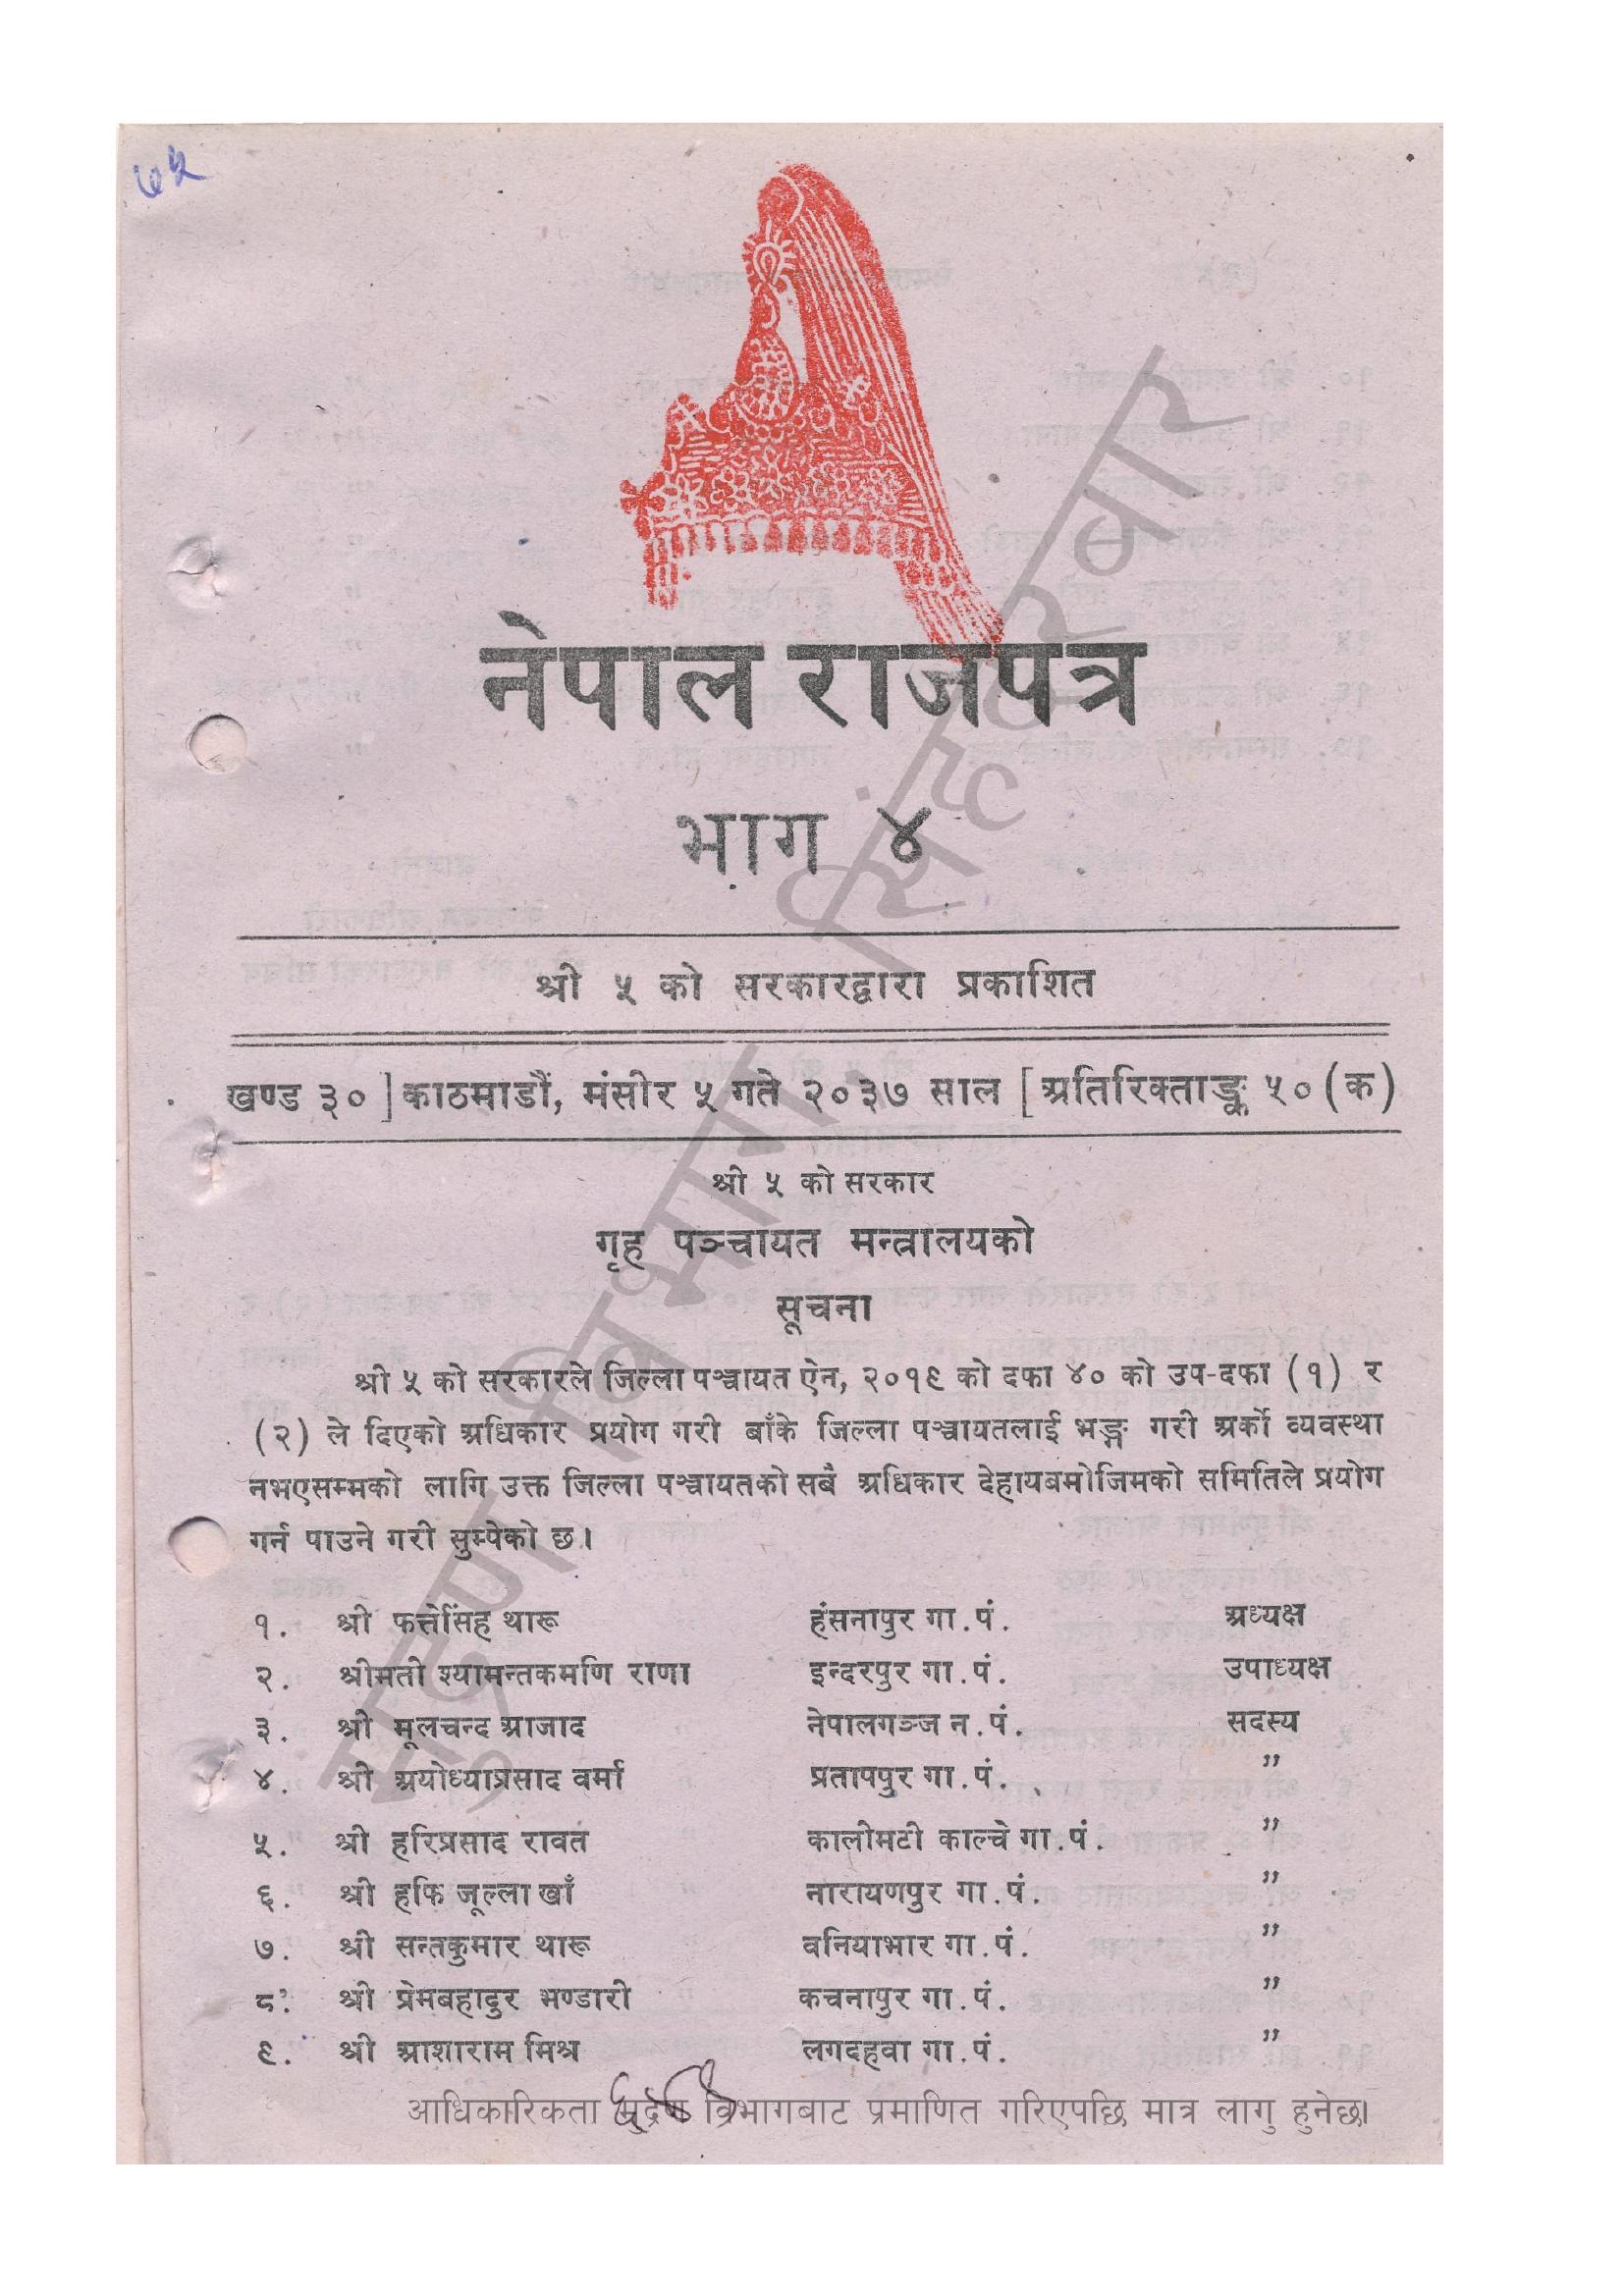 ७५
नेपाल राजपत्र
भाग ४
श्री ५ को सरकारद्वारा प्रकाशित
खण्ड ३० ] काठमाडौं, मंसीर ५ गते २०३७ साल [ अतिरिक्ताङ्क ५० (क)
श्री ५ को सरकार
गृह पञ्चायत मन्त्रालयको
सूचना
श्री ५ को सरकारले जिल्ला पञ्चायत ऐन, २०१९ को दफा ४० को उप-दफा (१) र
(२) ले दिएको अधिकार प्रयोग गरी बाँके जिल्ला पञ्चायतलाई भङ्ग गरी अर्को व्यवस्था
नभएसम्मको लागि उक्त जिल्ला पञ्चायतको सबै अधिकार देहायबमोजिमको समितिले प्रयोग
गर्न पाउने गरी सुम्पेको छ।
१. श्री फत्तेसिंह थारू हंसनापुर गा.पं. अध्यक्ष
२. श्रीमती श्यामन्तकमणि राणा इन्दरपुर गा.पं. उपाध्यक्ष
३. श्री मूलचन्द आजाद नेपालगञ्ज न.पं. सदस्य
४. श्री अयोध्याप्रसाद वर्मा प्रतापपुर गा.पं. "
५. श्री हरिप्रसाद रावत कालीमटी काल्चे गा.पं. "
६. श्री हफि जूल्ला खाँ नारायणपुर गा.पं. "
७. श्री सन्तकुमार थारू वनियाभार गा.पं. "
८. श्री प्रेमबहादुर भण्डारी कचनापुर गा.पं. "
९. श्री आशाराम मिश्र लगदहवा गा.पं. "
आधिकारिकता मुद्रण विभागबाट प्रमाणित गरिएपछि मात्र लागु हुनेछ।
मुद्रण विभाग, सिंहदरबार